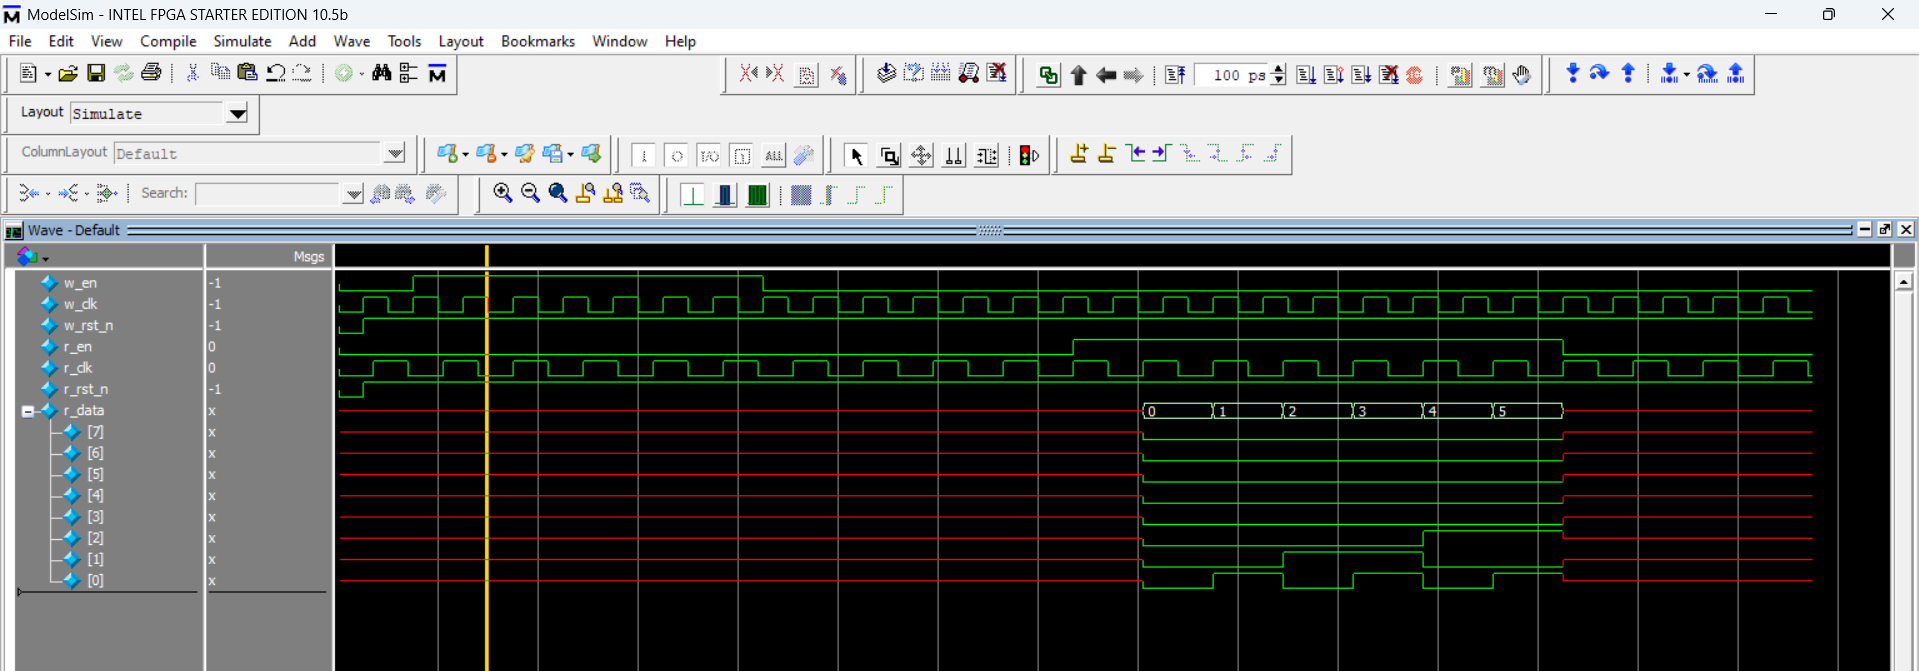 ModelSim - INTEL FPGA STARTER EDITION 10.5b
File Edit View Compile Simulate Add Wave Tools Layout Bookmarks Window Help
100 ps
Layout Simulate
ColumnLayout Default
ALL
Search:
Wave - Default
Msgs
w_en -1
w_clk -1
w_rst_n -1
r_en 0
r_clk 0
r_rst_n -1
r_data x 0 1 2 3 4 5
[7] x
[6] x
[5] x
[4] x
[3] x
[2] x
[1] x
[0] x